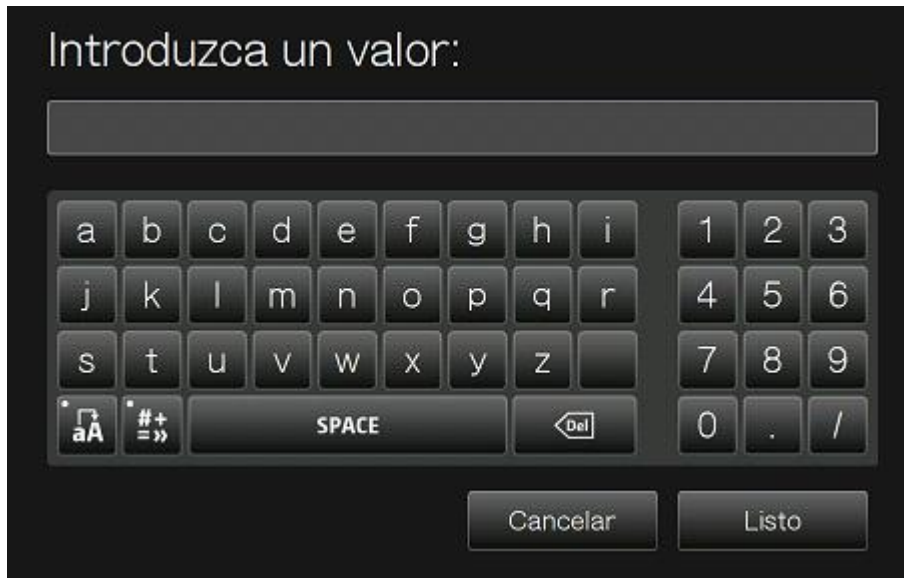 Introduzca un valor:
a b c d e f g h i 1 2 3
j k l m n o p q r 4 5 6
s t u v w x y z 7 8 9
aA #+=» SPACE Del 0 . /
Cancelar Listo